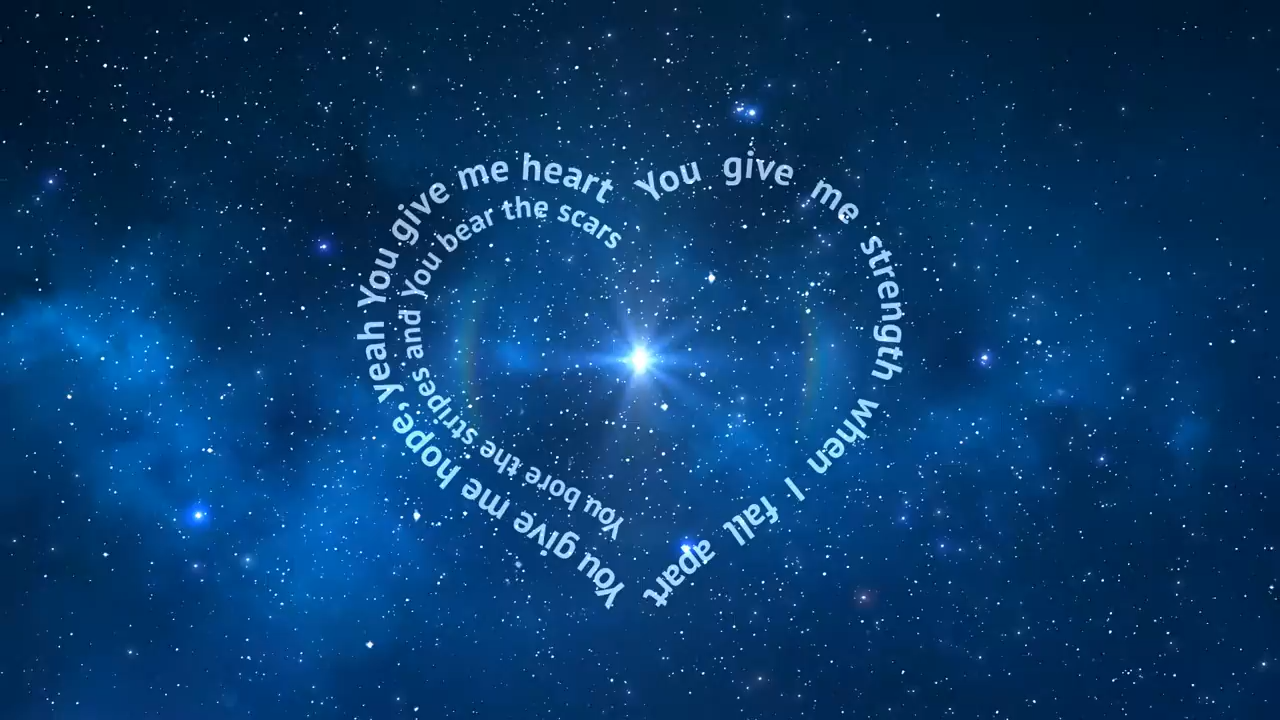 You give me hope, yeah You give me heart
You give me strength when I fall apart
You bore the stripes and You bear the scars